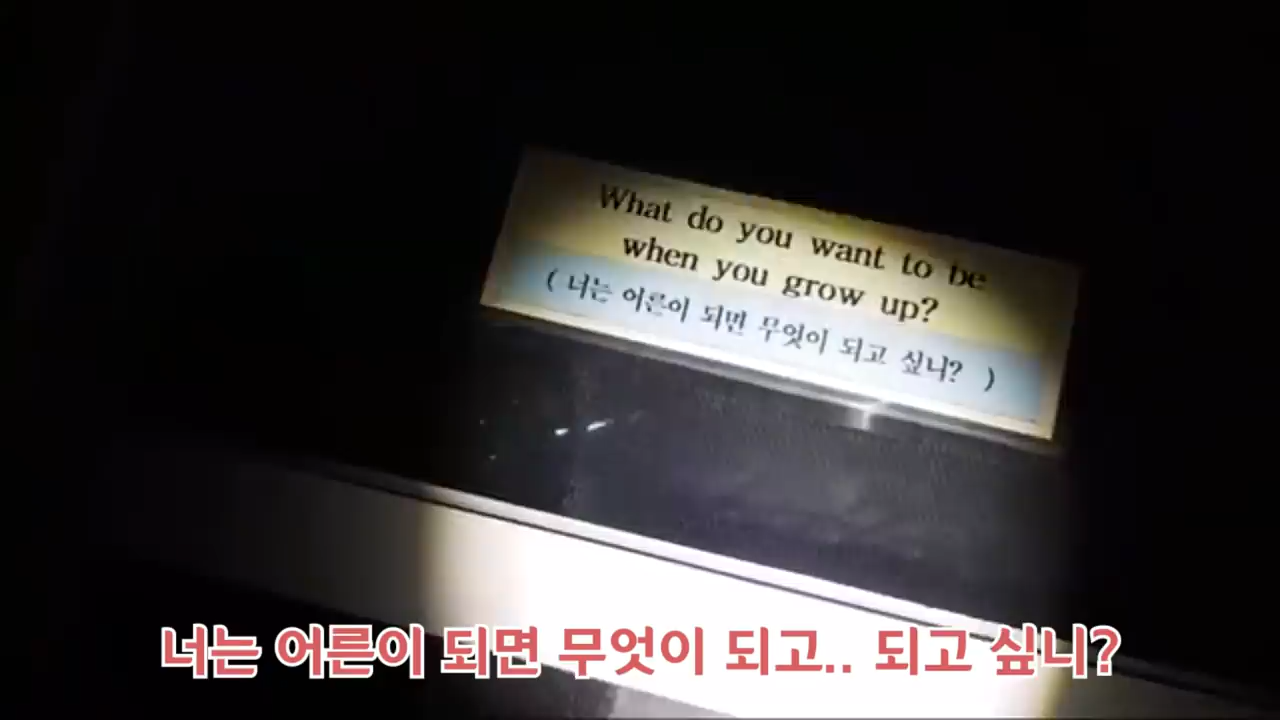 What do you want to be
when you grow up?
( 너는 어른이 되면 무엇이 되고 싶니? )
너는 어른이 되면 무엇이 되고.. 되고 싶니?